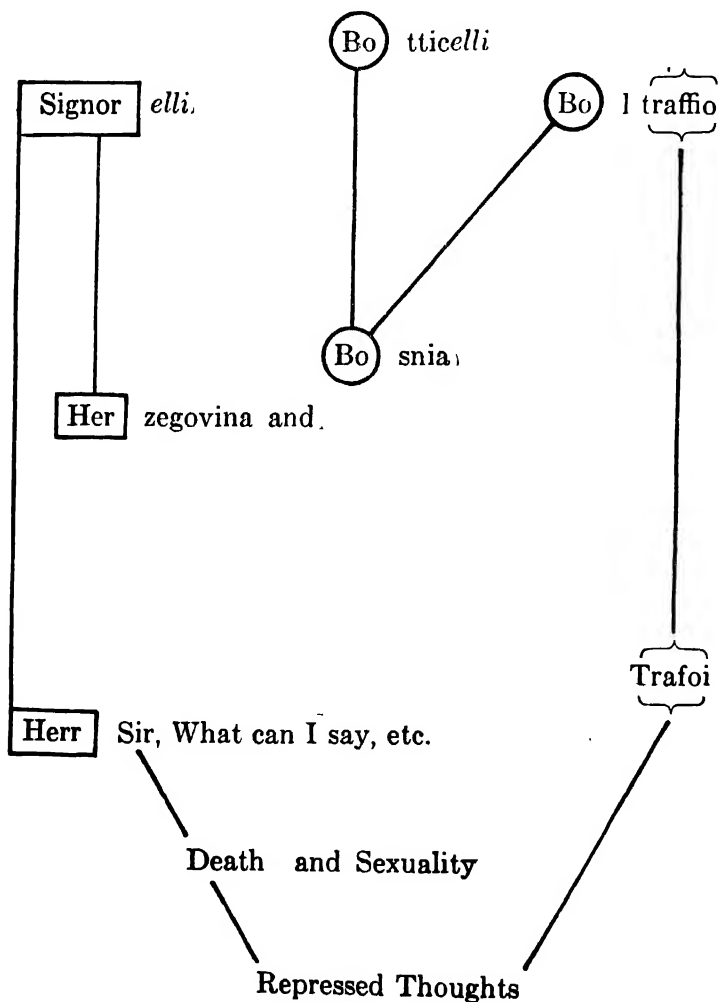 Bo tticelli
Signor elli, Bo l traffio
Bo snia
Her zegovina and
Trafoi
Herr Sir, What can I say, etc.
Death and Sexuality
Repressed Thoughts